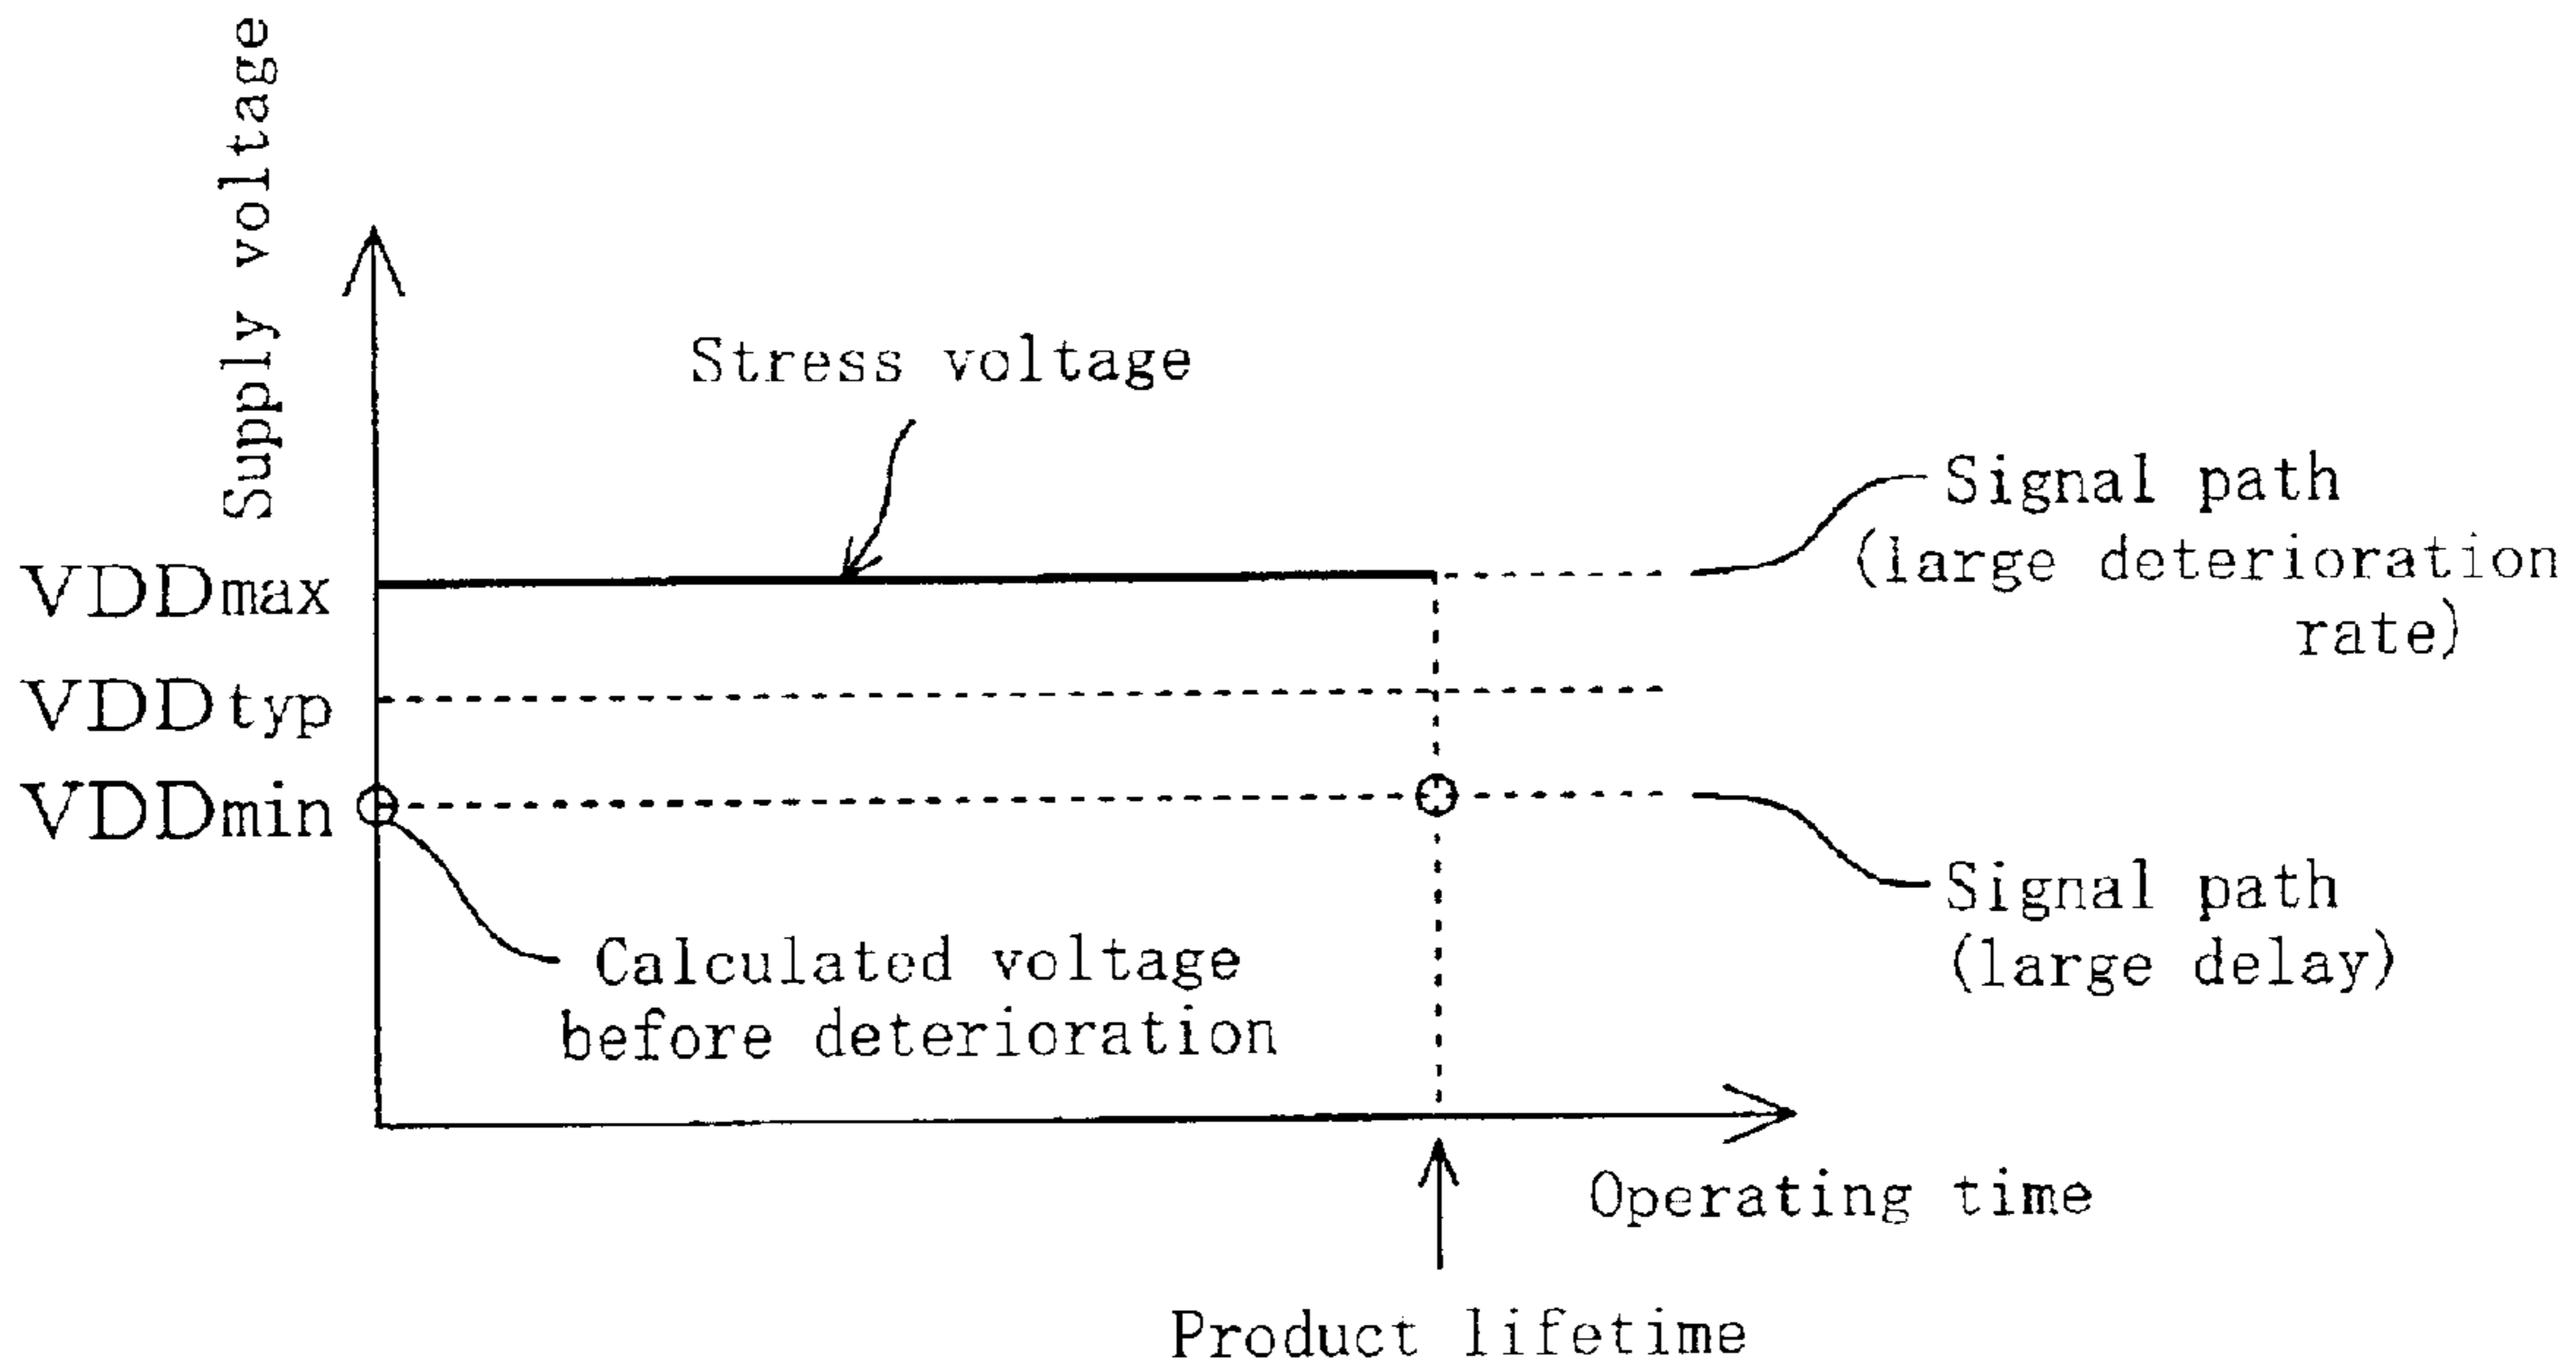 Supply voltage
Stress voltage
Signal path
(large deterioration
rate)
VDDmax
VDDtyp
VDDmin
Signal path
(large delay)
Calculated voltage
before deterioration
Operating time
Product lifetime